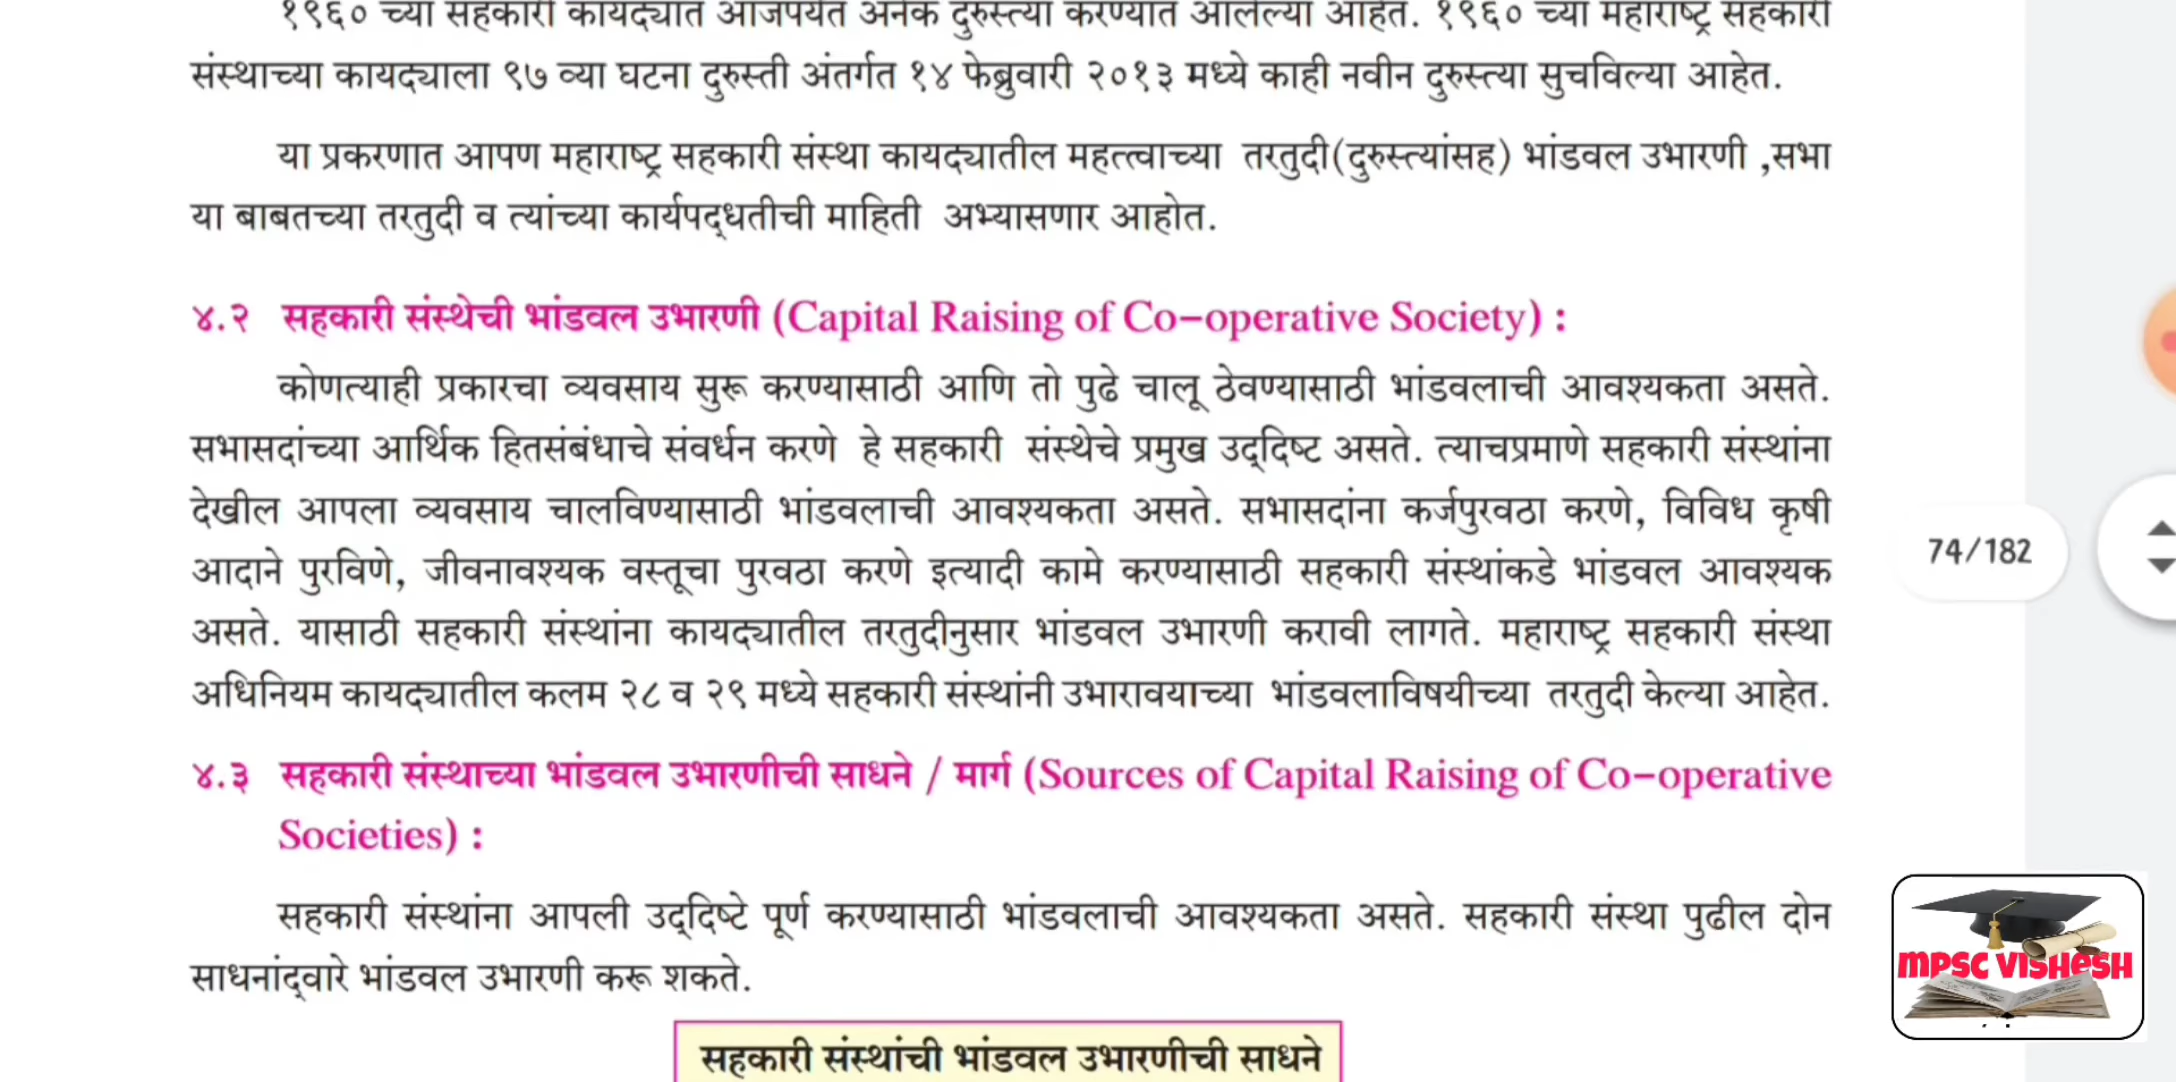 १९६० च्या सहकारी कायद्यात आजपर्यंत अनेक दुरुस्त्या करण्यात आलेल्या आहेत. १९६० च्या महाराष्ट्र सहकारी
संस्थाच्या कायद्याला ९७ व्या घटना दुरुस्ती अंतर्गत १४ फेब्रुवारी २०१३ मध्ये काही नवीन दुरुस्त्या सुचविल्या आहेत.
या प्रकरणात आपण महाराष्ट्र सहकारी संस्था कायद्यातील महत्त्वाच्या तरतुदी(दुरुस्त्यांसह) भांडवल उभारणी ,सभा
या बाबतच्या तरतुदी व त्यांच्या कार्यपद्धतीची माहिती अभ्यासणार आहोत.
४.२ सहकारी संस्थेची भांडवल उभारणी (Capital Raising of Co-operative Society) :
कोणत्याही प्रकारचा व्यवसाय सुरू करण्यासाठी आणि तो पुढे चालू ठेवण्यासाठी भांडवलाची आवश्यकता असते.
सभासदांच्या आर्थिक हितसंबंधाचे संवर्धन करणे हे सहकारी संस्थेचे प्रमुख उद्दिष्ट असते. त्याचप्रमाणे सहकारी संस्थांना
देखील आपला व्यवसाय चालविण्यासाठी भांडवलाची आवश्यकता असते. सभासदांना कर्जपुरवठा करणे, विविध कृषी
आदाने पुरविणे, जीवनावश्यक वस्तूचा पुरवठा करणे इत्यादी कामे करण्यासाठी सहकारी संस्थांकडे भांडवल आवश्यक
असते. यासाठी सहकारी संस्थांना कायद्यातील तरतुदीनुसार भांडवल उभारणी करावी लागते. महाराष्ट्र सहकारी संस्था
अधिनियम कायद्यातील कलम २८ व २९ मध्ये सहकारी संस्थांनी उभारावयाच्या भांडवलाविषयीच्या तरतुदी केल्या आहेत.
74/182
४.३ सहकारी संस्थाच्या भांडवल उभारणीची साधने / मार्ग (Sources of Capital Raising of Co-operative
Societies) :
सहकारी संस्थांना आपली उद्दिष्टे पूर्ण करण्यासाठी भांडवलाची आवश्यकता असते. सहकारी संस्था पुढील दोन
साधनांद्वारे भांडवल उभारणी करू शकते.
MPSC VISHESH
सहकारी संस्थांची भांडवल उभारणीची साधने